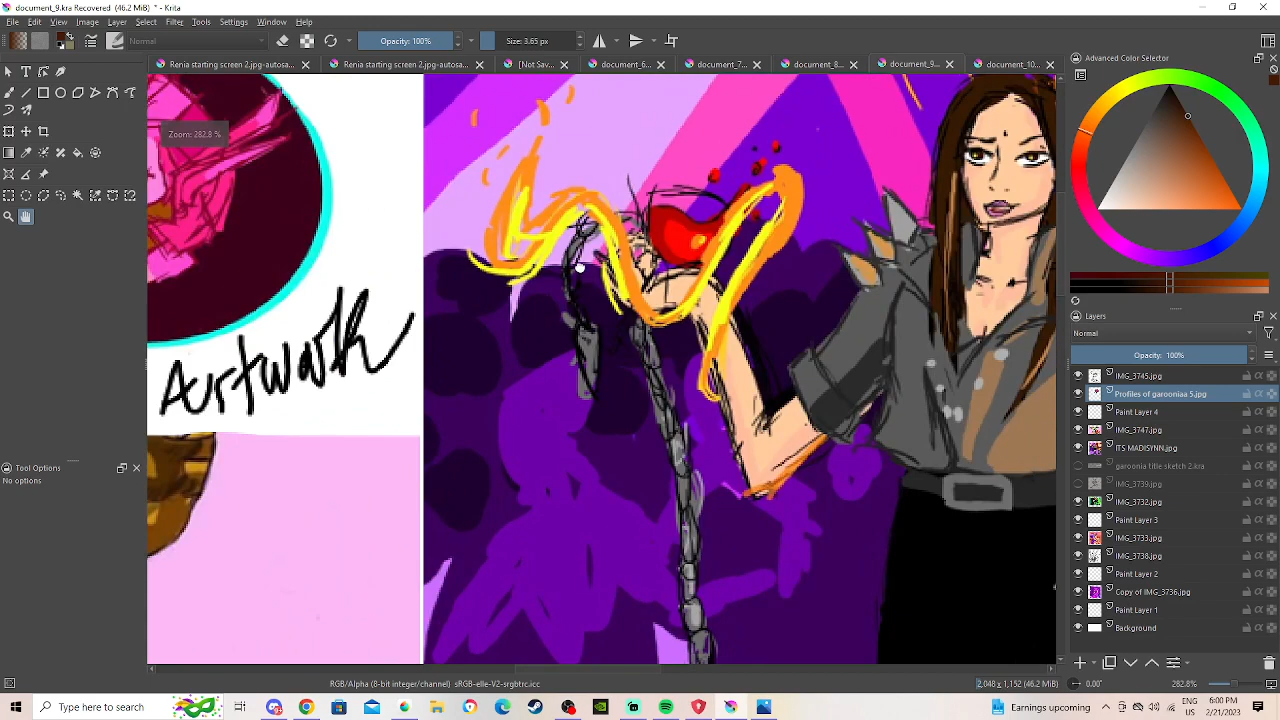 document_9.kra Recovered (46.2 MiB) * - Krita
File Edit View Image Layer Select Filter Tools Settings Window Help
Normal Opacity: 100% Size: 3.65 px
Renia starting screen 2.jpg-autosa... Renia starting screen 2.jpg-autosa... [Not Sav... document_6... document_7... document_8... document_9... document_10...
Advanced Color Selector
Zoom: 282.8 %
Artwork
Layers
Normal
Opacity: 100%
IMG_3745.jpg
Profiles of garooniaa 5.jpg
Paint Layer 4
IMG_3747.jpg
ITS MADISYNN.jpg
garoonia title sketch 2.kra
IMG_3739.jpg
IMG_3732.jpg
Paint Layer 3
IMG_3733.jpg
IMG_3738.jpg
Paint Layer 2
Copy of IMG_3736.jpg
Paint Layer 1
Background
Tool Options
No options
RGB/Alpha (8-bit integer/channel) sRGB-elle-V2-srgbtrc.icc
2,048 x 1,152 (46.2 MiB) 0.00° 282.8%
Type here to search
Earnings upcoming
ENG
US
6:00 PM
2/21/2023